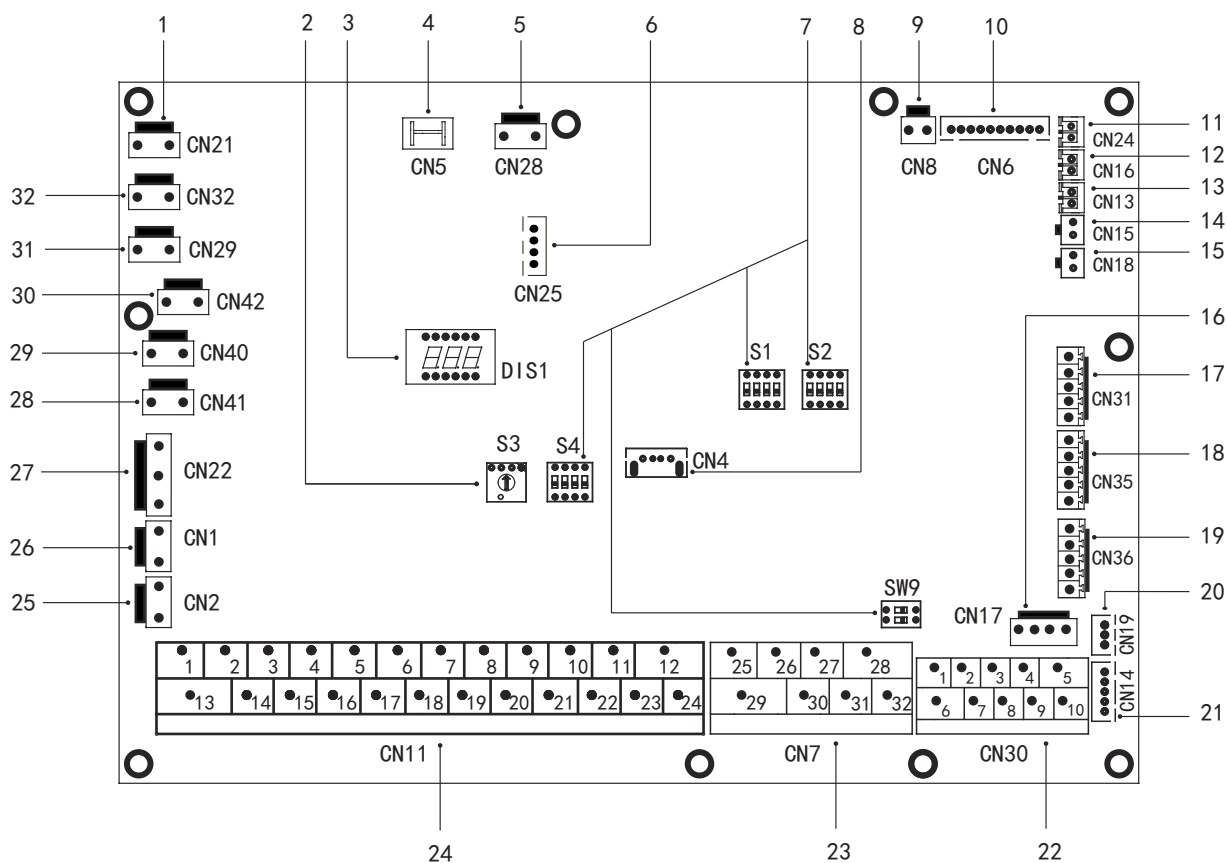 1 2 3 4 5 6 7 8 9 10
CN21 CN5 CN28 CN8 CN6 CN24 11
CN16 12
32 CN32 CN13 13
CN15 14
31 CN29 CN25 CN18 15
30 CN42
16
29 CN40 3 DIS1 S1 S2
CN31 17
28 CN41
S3 S4 CN4
27 CN22 CN35 18
26 CN1 CN36 19
25 CN2 SW9 CN17 CN19 20
1 2 3 4 5 6 7 8 9 10 11 12 25 26 27 28 1 2 3 4 5
13 14 15 16 17 18 19 20 21 22 23 24 29 30 31 32 6 7 8 9 10 CN14 21
CN11 CN7 CN30
24 23 22